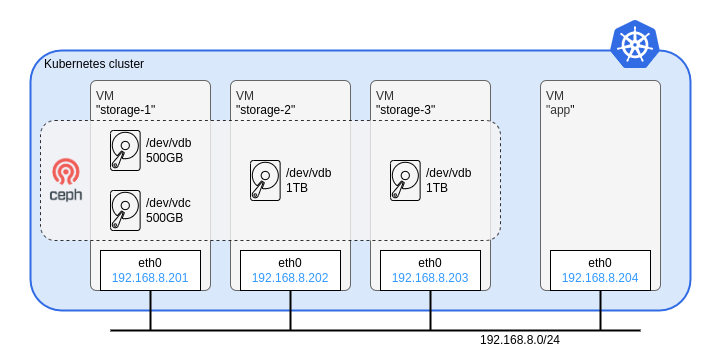 Kubernetes cluster
VM
"storage-1"
VM
"storage-2"
VM
"storage-3"
VM
"app"
/dev/vdb
500GB
/dev/vdc
500GB
/dev/vdb
1TB
/dev/vdb
1TB
ceph
eth0
192.168.8.201
eth0
192.168.8.202
eth0
192.168.8.203
eth0
192.168.8.204
192.168.8.0/24